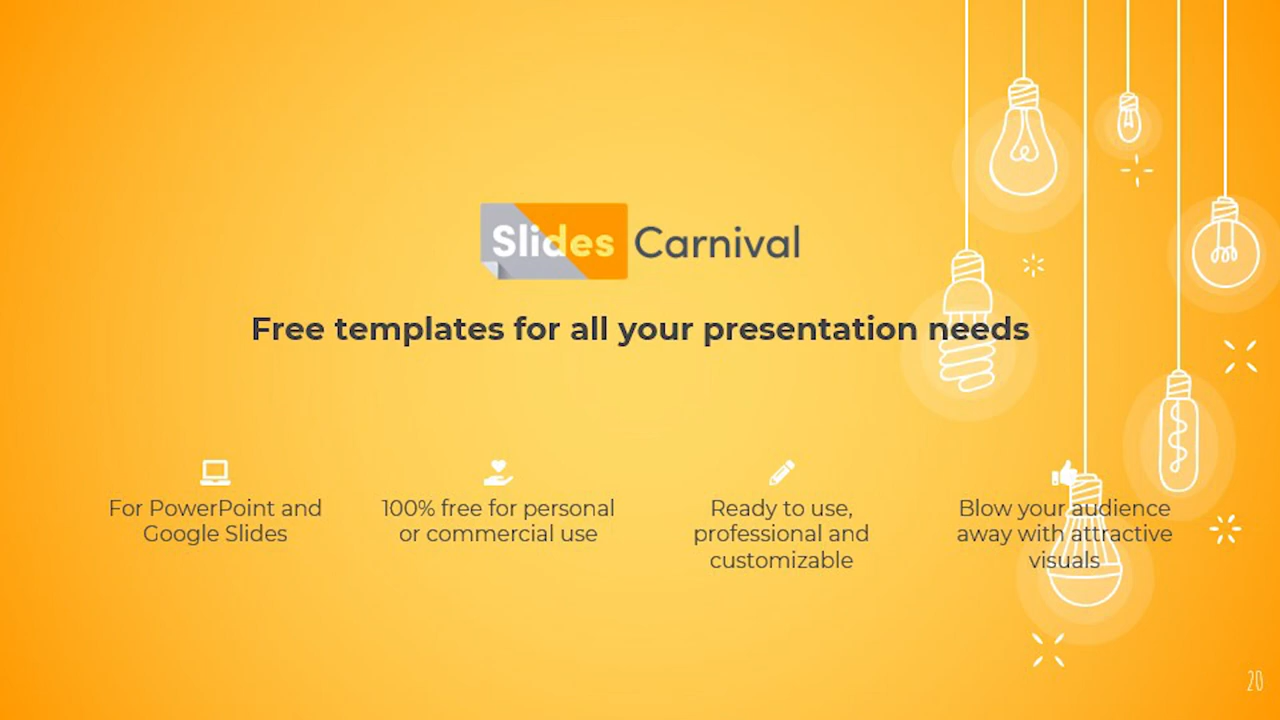 Slides Carnival
Free templates for all your presentation needs
For PowerPoint and
Google Slides
100% free for personal
or commercial use
Ready to use,
professional and
customizable
Blow your audience
away with attractive
visuals
20